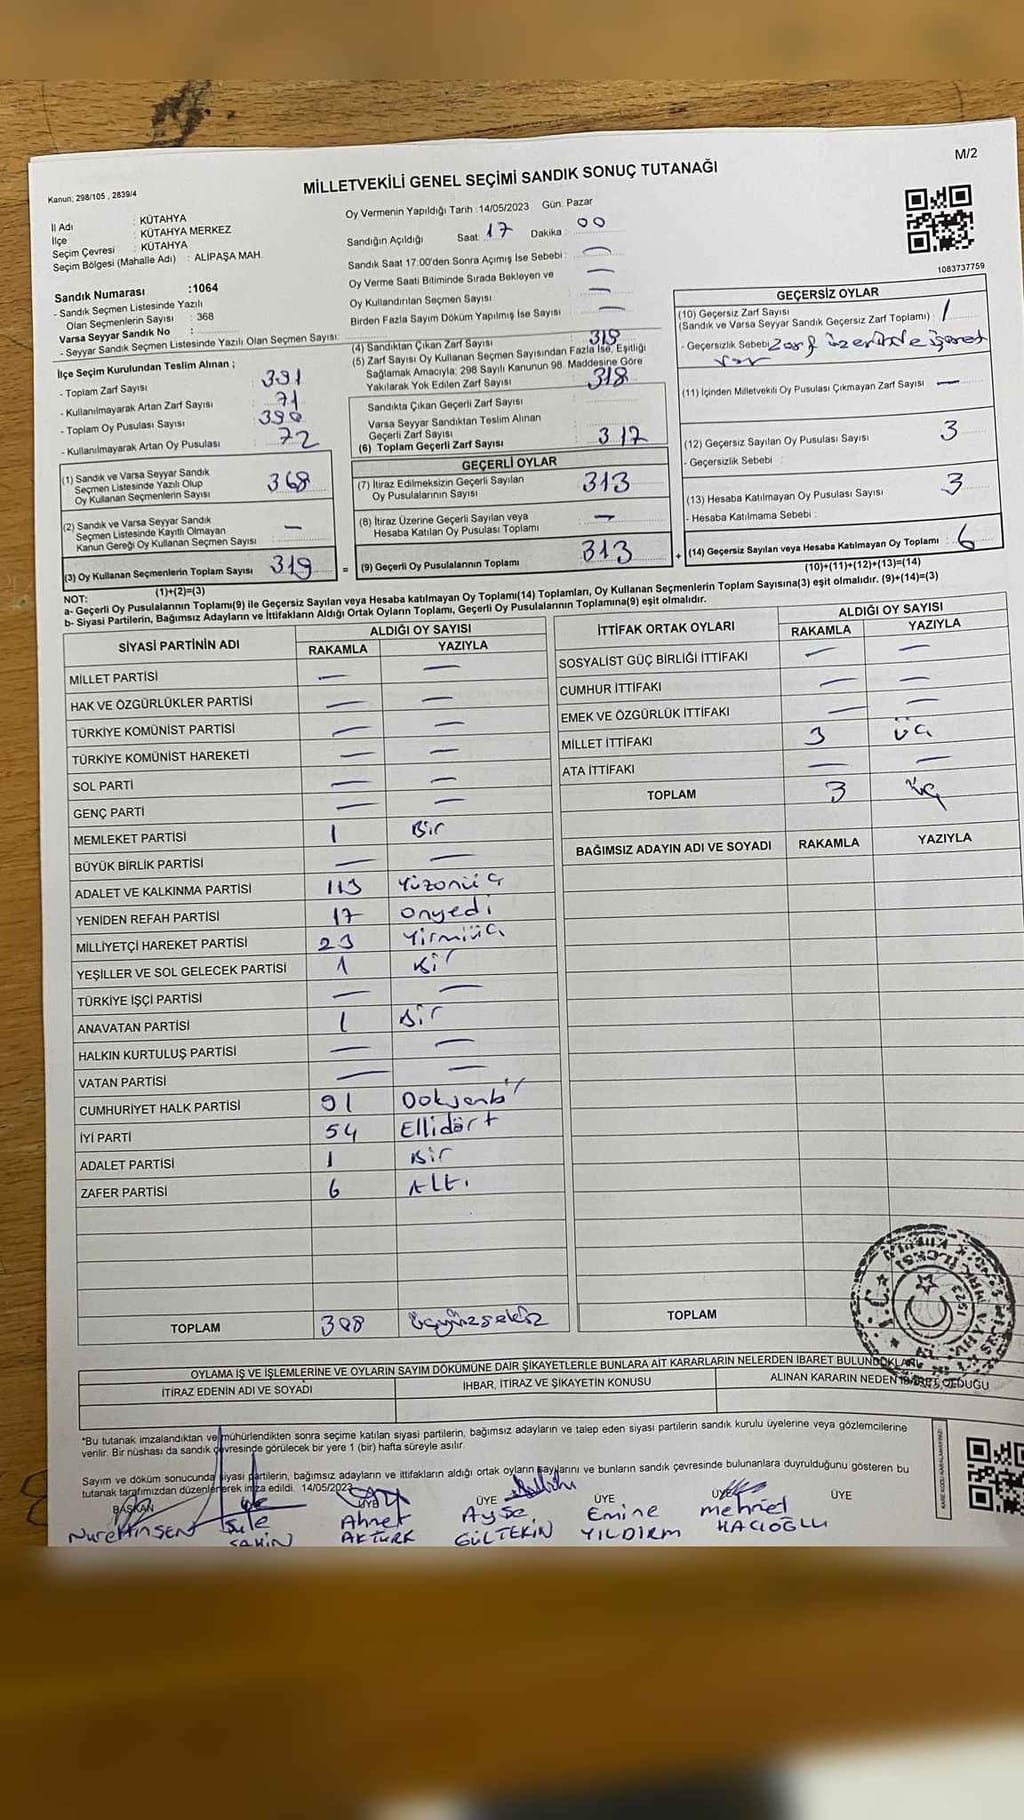 M/2
MİLLETVEKİLİ GENEL SEÇİMİ SANDIK SONUÇ TUTANAĞI
Kanun: 298/105 , 2839/4
İl Adı : KÜTAHYA
İlçe : KÜTAHYA MERKEZ
Seçim Çevresi : KÜTAHYA
Seçim Bölgesi (Mahalle Adı) : ALİPAŞA MAH.
Sandık Numarası :1064
- Sandık Seçmen Listesinde Yazılı
Olan Seçmenlerin Sayısı : 368
Varsa Seyyar Sandık No :
- Seyyar Sandık Seçmen Listesinde Yazılı Olan Seçmen Sayısı:
Oy Vermenin Yapıldığı Tarih :14/05/2023 Gün: Pazar
Sandığın Açıldığı Saat: 17 Dakika: 00
Sandık Saat 17:00'den Sonra Açımış İse Sebebi : —
Oy Verme Saati Bitiminde Sırada Bekleyen ve —
Oy Kullandırılan Seçmen Sayısı —
Birden Fazla Sayım Döküm Yapılmış İse Sayısı —
1083737759
İlçe Seçim Kurulundan Teslim Alınan ;
- Toplam Zarf Sayısı : 391
- Kullanılmayarak Artan Zarf Sayısı : 71
- Toplam Oy Pusulası Sayısı : 390
- Kullanılmayarak Artan Oy Pusulası : 72
(1) Sandık ve Varsa Seyyar Sandık
Seçmen Listesinde Yazılı Olup
Oy Kullanan Seçmenlerin Sayısı 368
(2) Sandık ve Varsa Seyyar Sandık
Seçmen Listesinde Kayıtlı Olmayan
Kanun Gereği Oy Kullanan Seçmen Sayısı —
(3) Oy Kullanan Seçmenlerin Toplam Sayısı 319
(1)+(2)=(3)
(4) Sandıktan Çıkan Zarf Sayısı 319
(5) Zarf Sayısı Oy Kullanan Seçmen Sayısından Fazla İse, Eşitliği
Sağlamak Amacıyla; 298 Sayılı Kanunun 98. Maddesine Göre
Yakılarak Yok Edilen Zarf Sayısı 318
Sandıkta Çıkan Geçerli Zarf Sayısı
Varsa Seyyar Sandıktan Teslim Alınan
Geçerli Zarf Sayısı
(6) Toplam Geçerli Zarf Sayısı 317
GEÇERLİ OYLAR
(7) İtiraz Edilmeksizin Geçerli Sayılan
Oy Pusulalarının Sayısı 313
(8) İtiraz Üzerine Geçerli Sayılan veya
Hesaba Katılan Oy Pusulası Toplamı —
= (9) Geçerli Oy Pusulalarının Toplamı 313
GEÇERSİZ OYLAR
(10) Geçersiz Zarf Sayısı
(Sandık ve Varsa Seyyar Sandık Geçersiz Zarf Toplamı) : 1
- Geçersizlik Sebebi: Zarf üzerinde işaret
var
(11) İçinden Milletvekili Oy Pusulası Çıkmayan Zarf Sayısı —
(12) Geçersiz Sayılan Oy Pusulası Sayısı 3
- Geçersizlik Sebebi :
(13) Hesaba Katılmayan Oy Pusulası Sayısı 3
- Hesaba Katılmama Sebebi :
+ (14) Geçersiz Sayılan veya Hesaba Katılmayan Oy Toplamı : 6
(10)+(11)+(12)+(13)=(14)
NOT:
a- Geçerli Oy Pusulalarının Toplamı(9) ile Geçersiz Sayılan veya Hesaba katılmayan Oy Toplamı(14) Toplamları, Oy Kullanan Seçmenlerin Toplam Sayısına(3) eşit olmalıdır. (9)+(14)=(3)
b- Siyasi Partilerin, Bağımsız Adayların ve İttifakların Aldığı Ortak Oyların Toplamı, Geçerli Oy Pusulalarının Toplamına(9) eşit olmalıdır.
SİYASİ PARTİNİN ADI ALDIĞI OY SAYISI
RAKAMLA YAZIYLA
MİLLET PARTİSİ — —
HAK VE ÖZGÜRLÜKLER PARTİSİ — —
TÜRKİYE KOMÜNİST PARTİSİ — —
TÜRKİYE KOMÜNİST HAREKETİ — —
SOL PARTİ — —
GENÇ PARTİ — —
MEMLEKET PARTİSİ 1 Bir
BÜYÜK BİRLİK PARTİSİ — —
ADALET VE KALKINMA PARTİSİ 113 Yüzonüç
YENİDEN REFAH PARTİSİ 17 Onyedi
MİLLİYETÇİ HAREKET PARTİSİ 23 Yirmiüç
YEŞİLLER VE SOL GELECEK PARTİSİ 1 Bir
TÜRKİYE İŞÇİ PARTİSİ — —
ANAVATAN PARTİSİ 1 Bir
HALKIN KURTULUŞ PARTİSİ — —
VATAN PARTİSİ — —
CUMHURİYET HALK PARTİSİ 91 Doksanbir
İYİ PARTİ 54 Ellidört
ADALET PARTİSİ 1 Bir
ZAFER PARTİSİ 6 Altı
TOPLAM 308 üçyüzsekiz
İTTİFAK ORTAK OYLARI ALDIĞI OY SAYISI
RAKAMLA YAZIYLA
SOSYALİST GÜÇ BİRLİĞİ İTTİFAKI — —
CUMHUR İTTİFAKI — —
EMEK VE ÖZGÜRLÜK İTTİFAKI — —
MİLLET İTTİFAKI 3 üç
ATA İTTİFAKI — —
TOPLAM 3 üç
BAĞIMSIZ ADAYIN ADI VE SOYADI RAKAMLA YAZIYLA
TOPLAM
OYLAMA İŞ VE İŞLEMLERİNE VE OYLARIN SAYIM DÖKÜMÜNE DAİR ŞİKAYETLERLE BUNLARA AİT KARARLARIN NELERDEN İBARET BULUNDUKLARI
İTİRAZ EDENİN ADI VE SOYADI İHBAR, İTİRAZ VE ŞİKAYETİN KONUSU ALINAN KARARIN NEDEN İBARET OLDUĞU
*Bu tutanak imzalandıktan ve mühürlendikten sonra seçime katılan siyasi partilerin, bağımsız adayların ve talep eden siyasi partilerin sandık kurulu üyelerine veya gözlemcilerine
verilir. Bir nüshası da sandık çevresinde görülecek bir yere 1 (bir) hafta süreyle asılır.
Sayım ve döküm sonucunda siyasi partilerin, bağımsız adayların ve ittifakların aldığı ortak oyların sayılarını ve bunların sandık çevresinde bulunanlara duyrulduğunu gösteren bu
tutanak tarafımızdan düzenlenerek imza edildi. 14/05/2023
BAŞKAN üye ÜYE ÜYE ÜYE ÜYE ÜYE
Nurettin ŞEN Şule Ahmet Ayşe Emine Mehmet
ŞAHİN AKTÜRK GÜLTEKİN YILDIRIM HACIOĞLU